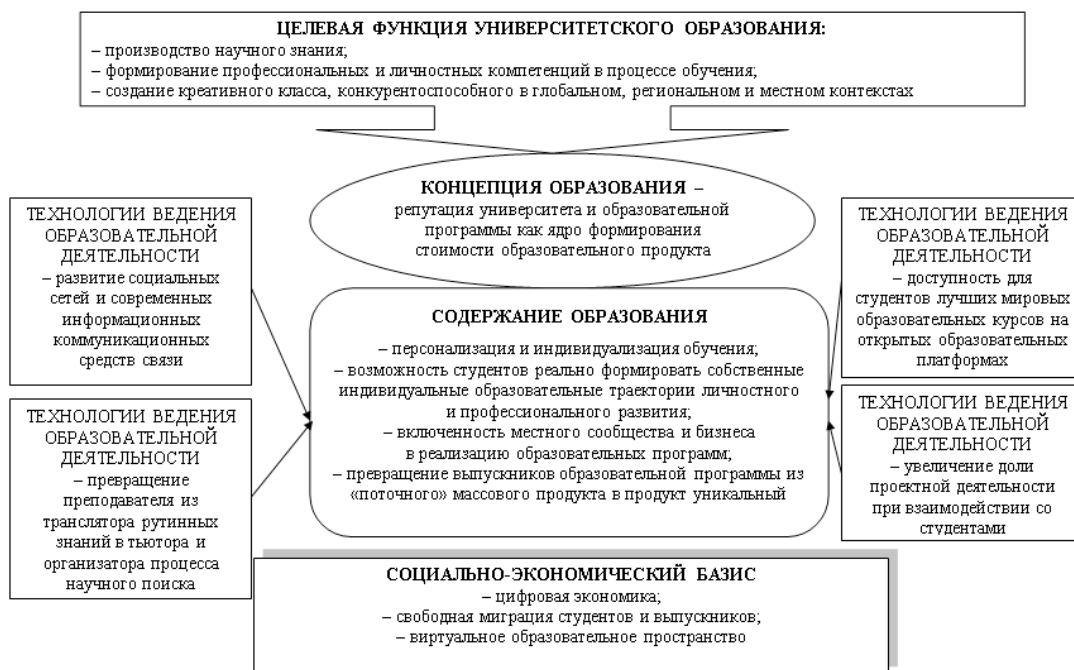 ЦЕЛЕВАЯ ФУНКЦИЯ УНИВЕРСИТЕТСКОГО ОБРАЗОВАНИЯ:
– производство научного знания;
– формирование профессиональных и личностных компетенций в процессе обучения;
– создание креативного класса, конкурентоспособного в глобальном, региональном и местном контекстах
КОНЦЕПЦИЯ ОБРАЗОВАНИЯ –
репутация университета и образовательной
программы как ядро формирования
стоимости образовательного продукта
ТЕХНОЛОГИИ ВЕДЕНИЯ
ОБРАЗОВАТЕЛЬНОЙ
ДЕЯТЕЛЬНОСТИ
– развитие социальных
сетей и современных
информационных
коммуникационных
средств связи
ТЕХНОЛОГИИ ВЕДЕНИЯ
ОБРАЗОВАТЕЛЬНОЙ
ДЕЯТЕЛЬНОСТИ
– доступность для
студентов лучших мировых
образовательных курсов на
открытых образовательных
платформах
СОДЕРЖАНИЕ ОБРАЗОВАНИЯ
– персонализация и индивидуализация обучения;
– возможность студентов реально формировать собственные
индивидуальные образовательные траектории личностного
и профессионального развития;
– включенность местного сообщества и бизнеса
в реализацию образовательных программ;
– превращение выпускников образовательной программы из
«поточного» массового продукта в продукт уникальный
ТЕХНОЛОГИИ ВЕДЕНИЯ
ОБРАЗОВАТЕЛЬНОЙ
ДЕЯТЕЛЬНОСТИ
– превращение
преподавателя из
транслятора рутинных
знаний в тьютора и
организатора процесса
научного поиска
ТЕХНОЛОГИИ ВЕДЕНИЯ
ОБРАЗОВАТЕЛЬНОЙ
ДЕЯТЕЛЬНОСТИ
– увеличение доли
проектной деятельности
при взаимодействии со
студентами
СОЦИАЛЬНО-ЭКОНОМИЧЕСКИЙ БАЗИС
– цифровая экономика;
– свободная миграция студентов и выпускников;
– виртуальное образовательное пространство